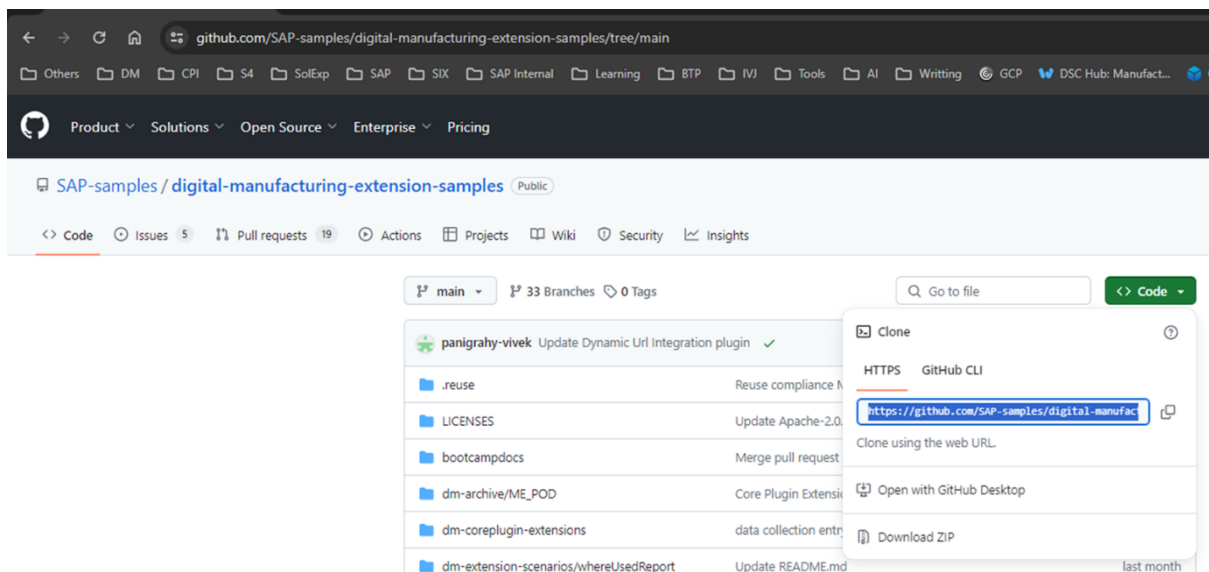 github.com/SAP-samples/digital-manufacturing-extension-samples/tree/main
Others DM CPI S4 SolExp SAP SIX SAP Internal Learning BTP IVJ Tools AI Writting GCP DSC Hub: Manufact...
Product Solutions Open Source Enterprise Pricing
SAP-samples / digital-manufacturing-extension-samples Public
Code Issues 5 Pull requests 19 Actions Projects Wiki Security Insights
main 33 Branches 0 Tags Go to file Code
panigrahy-vivek Update Dynamic Url Integration plugin
Clone
HTTPS GitHub CLI
https://github.com/SAP-samples/digital-manufac
Clone using the web URL.
Open with GitHub Desktop
Download ZIP
.reuse Reuse compliance
LICENSES Update Apache-2.0.
bootcampdocs Merge pull request
dm-archive/ME_POD Core Plugin Extensi
dm-coreplugin-extensions data collection entr
dm-extension-scenarios/whereUsedReport Update README.md last month